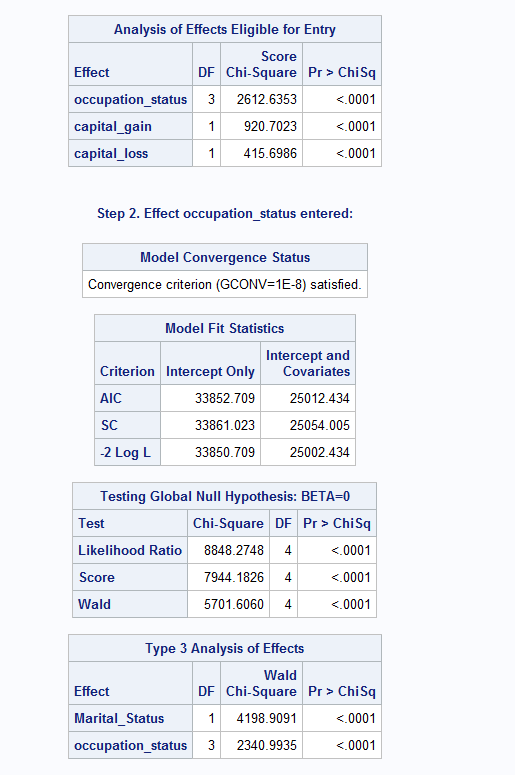 Analysis of Effects Eligible for Entry
Effect DF Score Chi-Square Pr > ChiSq
occupation_status 3 2612.6353 <.0001
capital_gain 1 920.7023 <.0001
capital_loss 1 415.6986 <.0001
Step 2. Effect occupation_status entered:
Model Convergence Status
Convergence criterion (GCONV=1E-8) satisfied.
Model Fit Statistics
Criterion Intercept Only Intercept and Covariates
AIC 33852.709 25012.434
SC 33861.023 25054.005
-2 Log L 33850.709 25002.434
Testing Global Null Hypothesis: BETA=0
Test Chi-Square DF Pr > ChiSq
Likelihood Ratio 8848.2748 4 <.0001
Score 7944.1826 4 <.0001
Wald 5701.6060 4 <.0001
Type 3 Analysis of Effects
Effect DF Wald Chi-Square Pr > ChiSq
Marital_Status 1 4198.9091 <.0001
occupation_status 3 2340.9935 <.0001